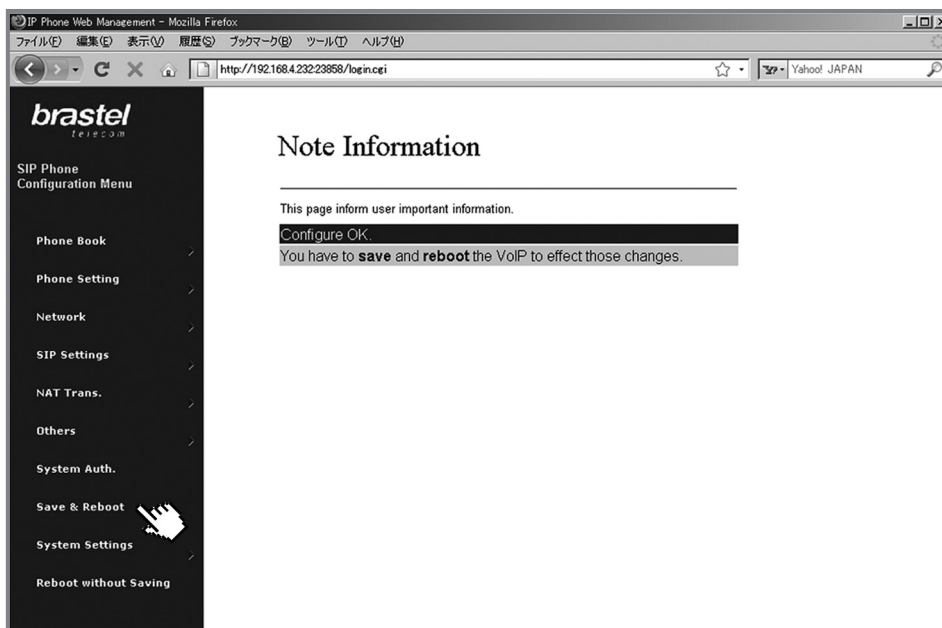 IP Phone Web Management - Mozilla Firefox
ファイル(F) 編集(E) 表示(V) 履歴(S) ブックマーク(B) ツール(T) ヘルプ(H)
http://192.168.4.232:23858/login.cgi
Yahoo! JAPAN
brastel
telecom
SIP Phone
Configuration Menu
Phone Book
Phone Setting
Network
SIP Settings
NAT Trans.
Others
System Auth.
Save & Reboot
System Settings
Reboot without Saving
Note Information
This page inform user important information.
Configure OK.
You have to save and reboot the VoIP to effect those changes.